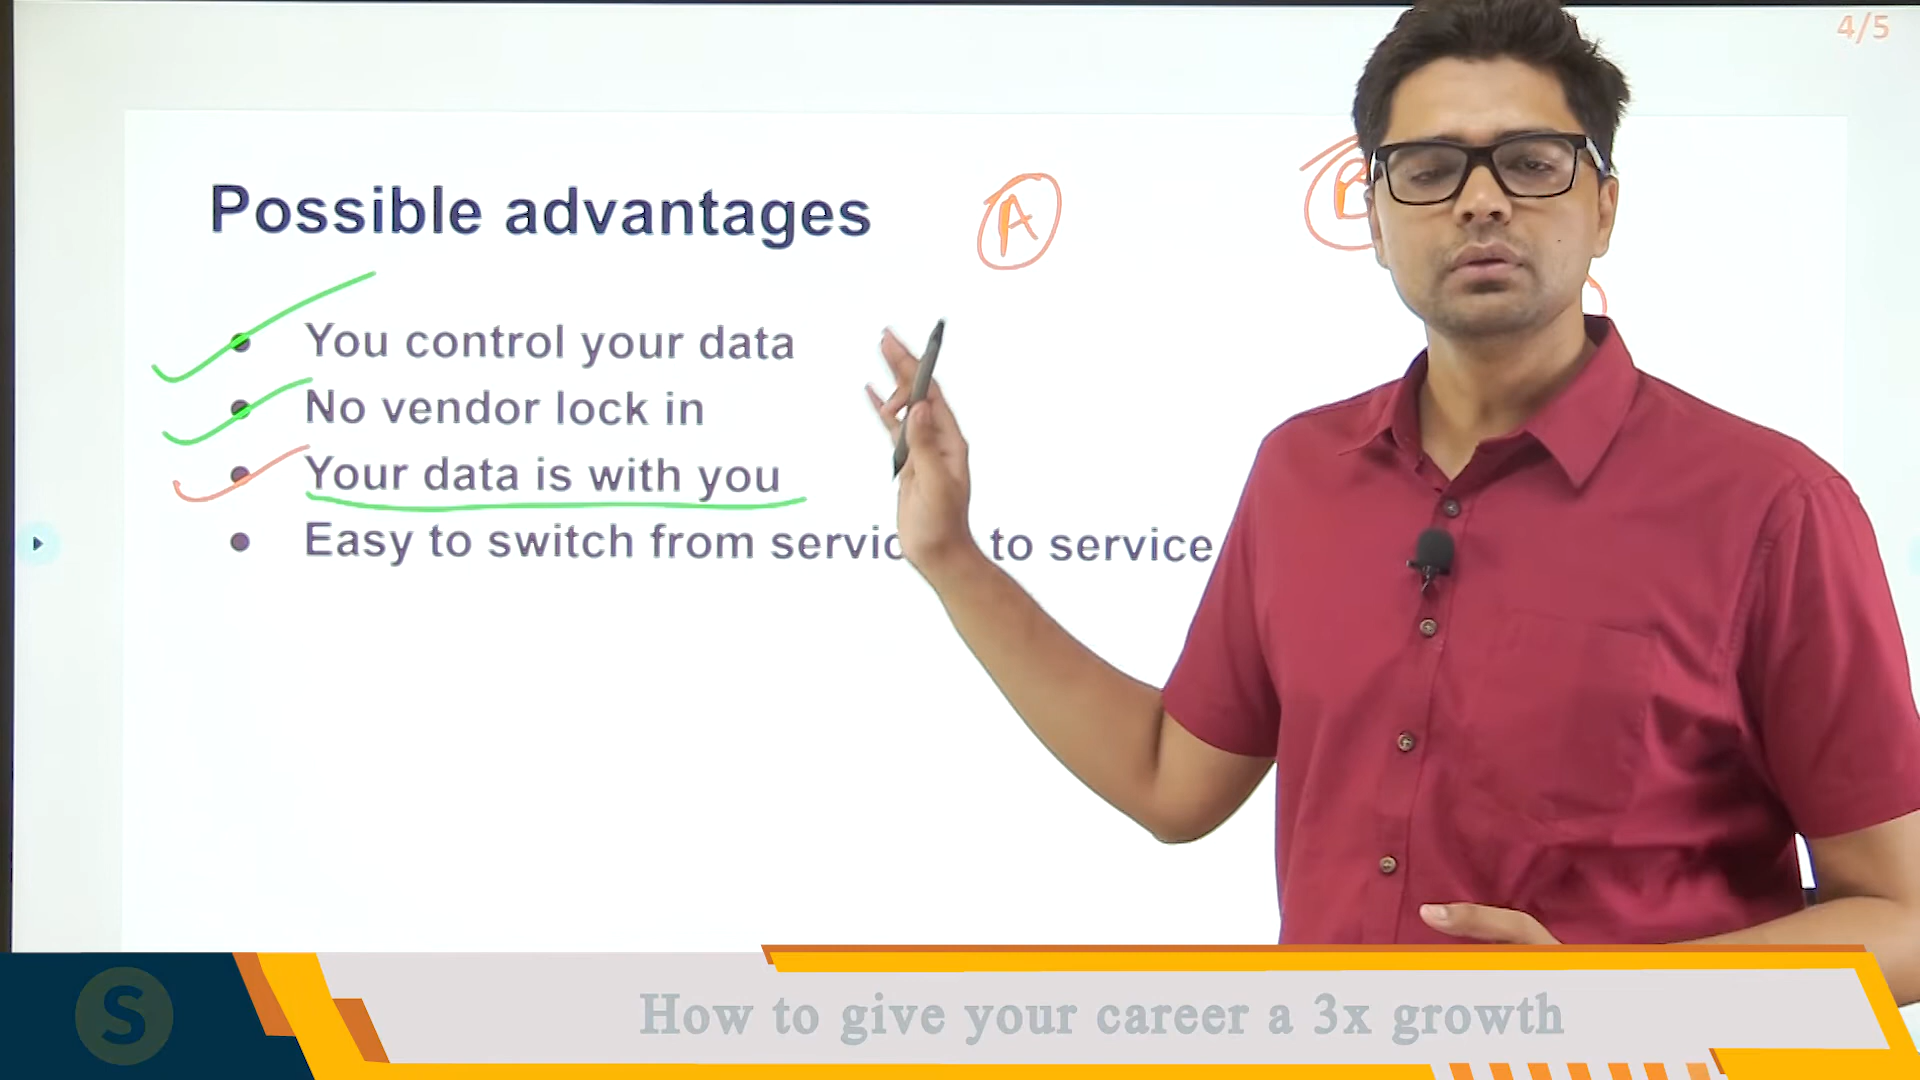 4/5
Possible advantages
A
B
You control your data
No vendor lock in
Your data is with you
Easy to switch from to service
S
How to give your career a 3x growth